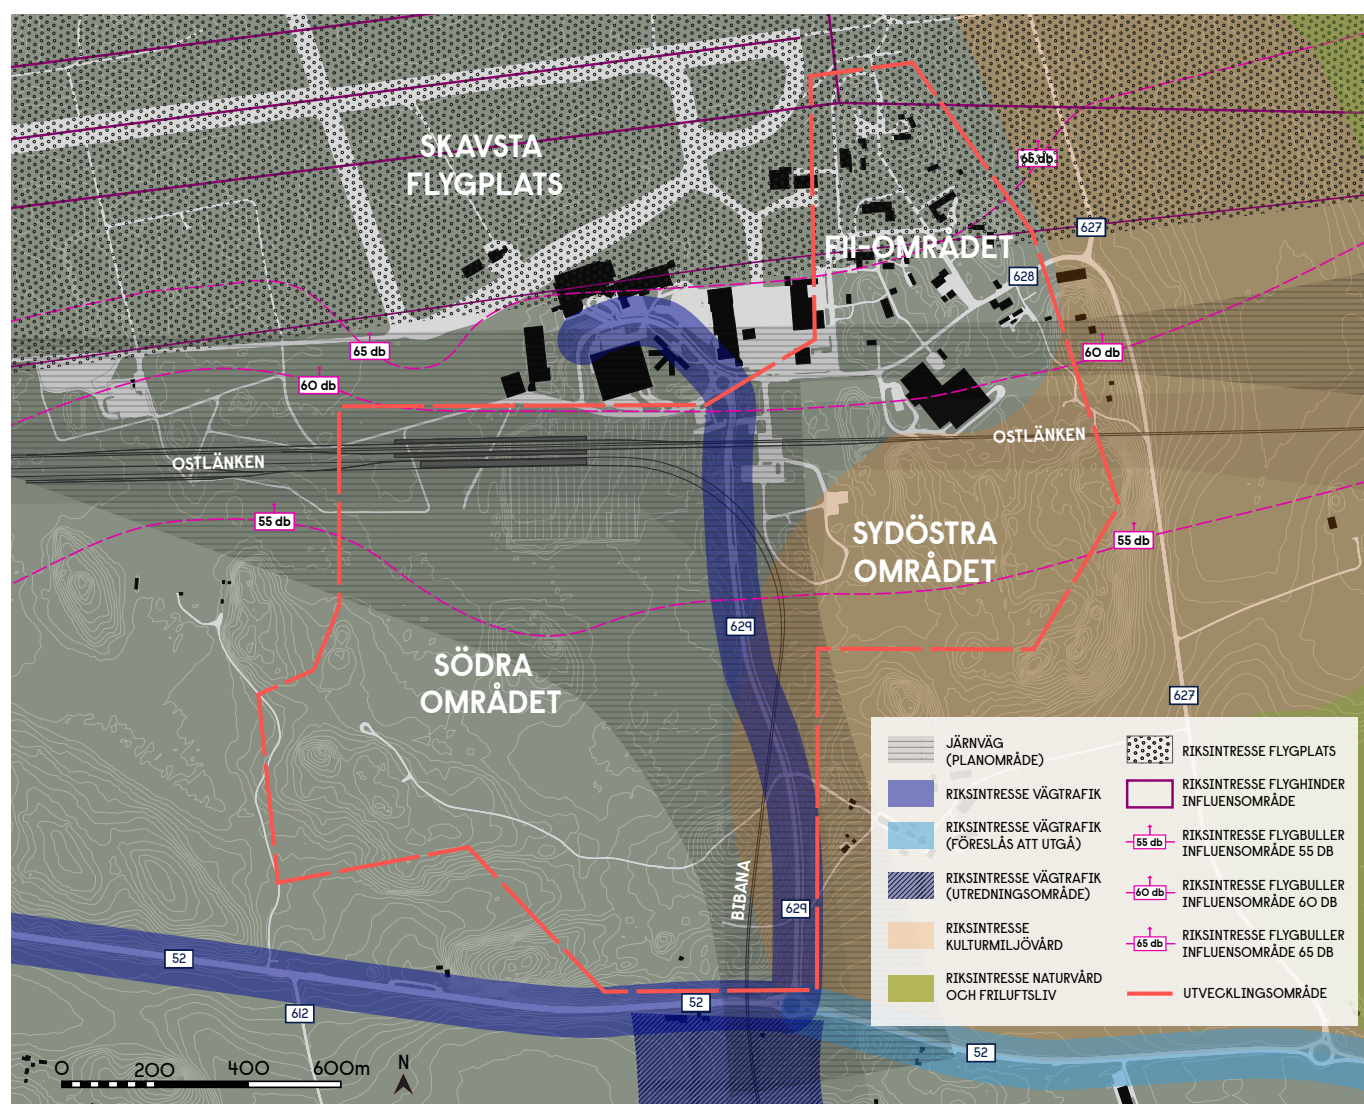 SKAVSTA
FLYGPLATS
65 db
FII-OMRÅDET
627
628
65 db
60 db
60 db
OSTLÄNKEN
OSTLÄNKEN
55 db
SYDÖSTRA
OMRÅDET
55 db
629
SÖDRA
OMRÅDET
627
BIBANA
629
52
52
612
52
0 200 400 600m
N
JÄRNVÄG
(PLANOMRÅDE)
RIKSINTRESSE VÄGTRAFIK
RIKSINTRESSE VÄGTRAFIK
(FÖRESLÅS ATT UTGÅ)
RIKSINTRESSE VÄGTRAFIK
(UTREDNINGSOMRÅDE)
RIKSINTRESSE
KULTURMILJÖVÅRD
RIKSINTRESSE NATURVÅRD
OCH FRILUFTSLIV
RIKSINTRESSE FLYGPLATS
RIKSINTRESSE FLYGHINDER
INFLUENSOMRÅDE
55 db
RIKSINTRESSE FLYGBULLER
INFLUENSOMRÅDE 55 DB
60 db
RIKSINTRESSE FLYGBULLER
INFLUENSOMRÅDE 60 DB
65 db
RIKSINTRESSE FLYGBULLER
INFLUENSOMRÅDE 65 DB
UTVECKLINGSOMRÅDE